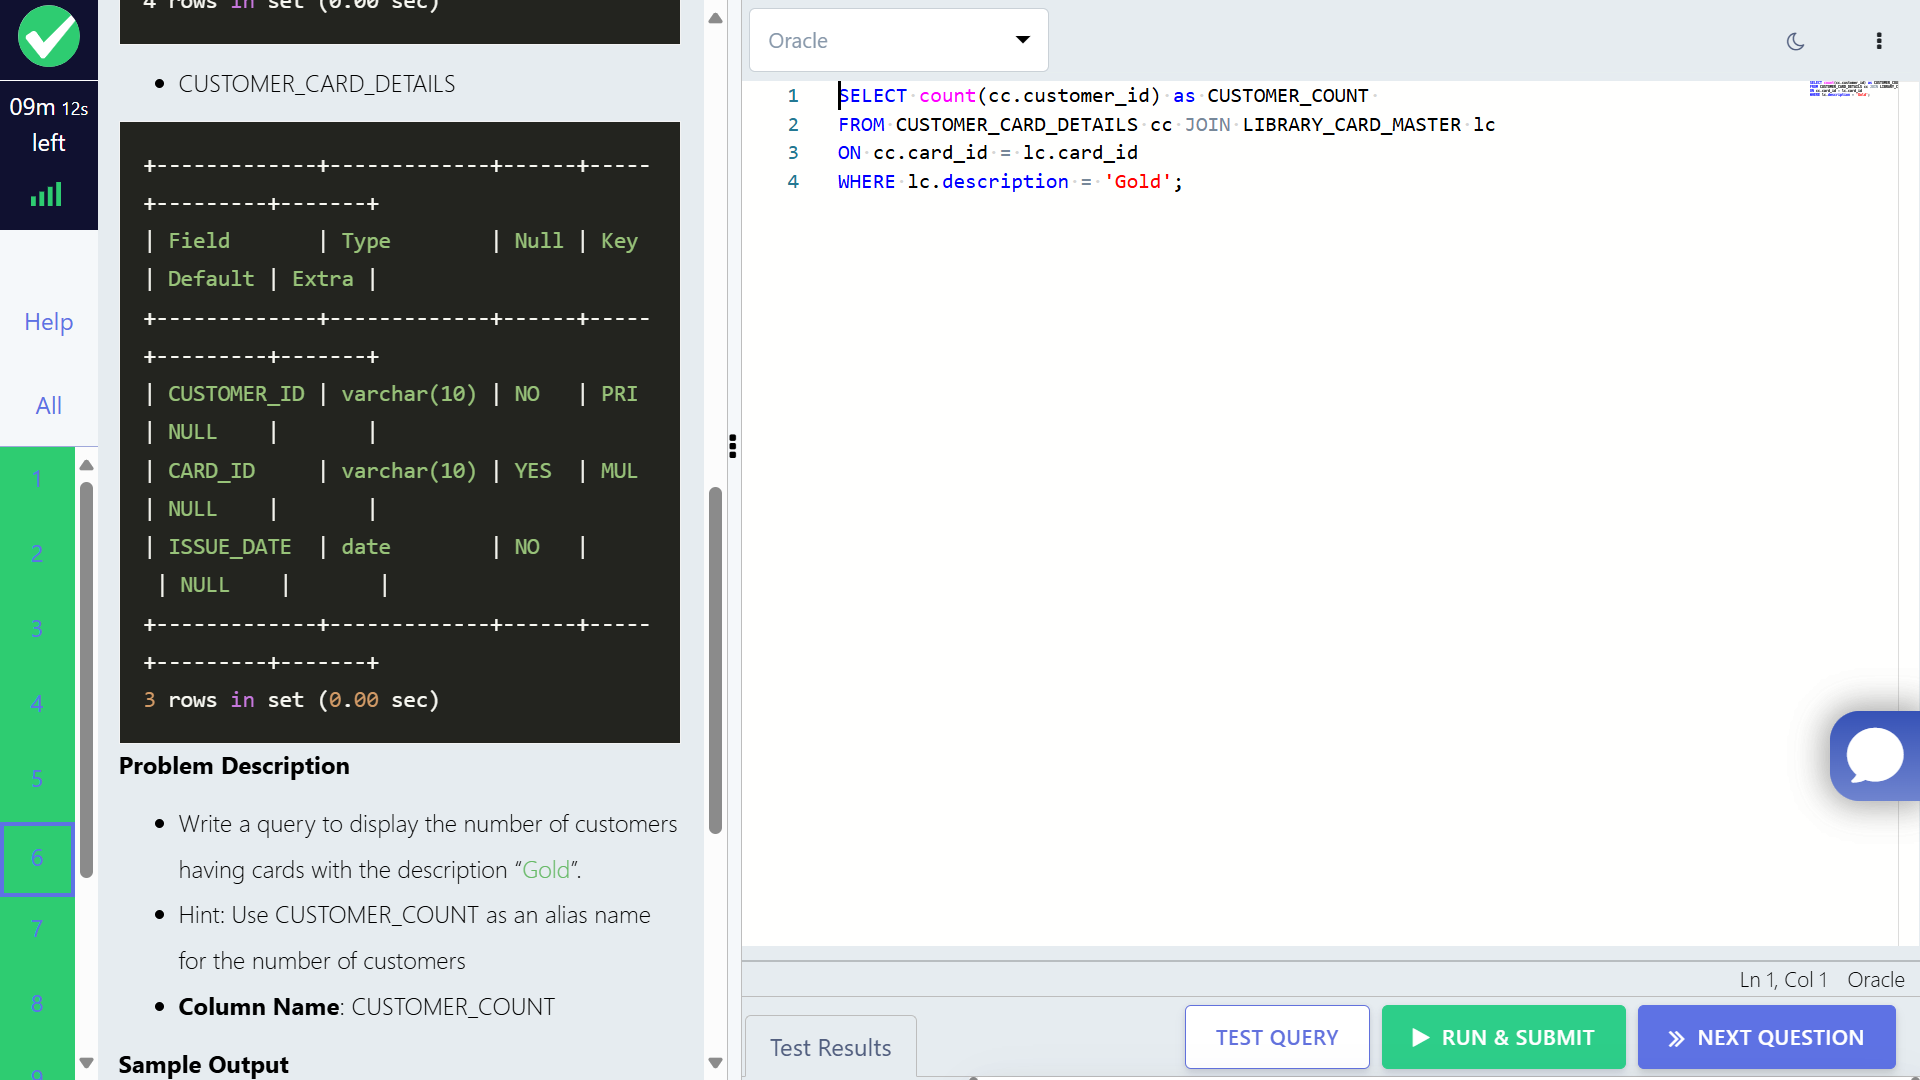 4 rows in set (0.00 sec)
09m 12s
left
Help
All
1
2
3
4
5
6
7
8
9
CUSTOMER_CARD_DETAILS
+-------------+-------------+------+-----
+---------+-------+
| Field       | Type        | Null | Key
| Default | Extra |
+-------------+-------------+------+-----
+---------+-------+
| CUSTOMER_ID | varchar(10) | NO   | PRI
| NULL    |       |
| CARD_ID     | varchar(10) | YES  | MUL
| NULL    |       |
| ISSUE_DATE  | date        | NO   |
| NULL    |       |
+-------------+-------------+------+-----
+---------+-------+
3 rows in set (0.00 sec)
Problem Description
Write a query to display the number of customers
having cards with the description “Gold”.
Hint: Use CUSTOMER_COUNT as an alias name
for the number of customers
Column Name: CUSTOMER_COUNT
Sample Output
Oracle
1 SELECT count(cc.customer_id) as CUSTOMER_COUNT
2 FROM CUSTOMER_CARD_DETAILS cc JOIN LIBRARY_CARD_MASTER lc
3 ON cc.card_id = lc.card_id
4 WHERE lc.description = 'Gold';
Ln 1, Col 1 Oracle
Test Results
TEST QUERY
RUN & SUBMIT
NEXT QUESTION